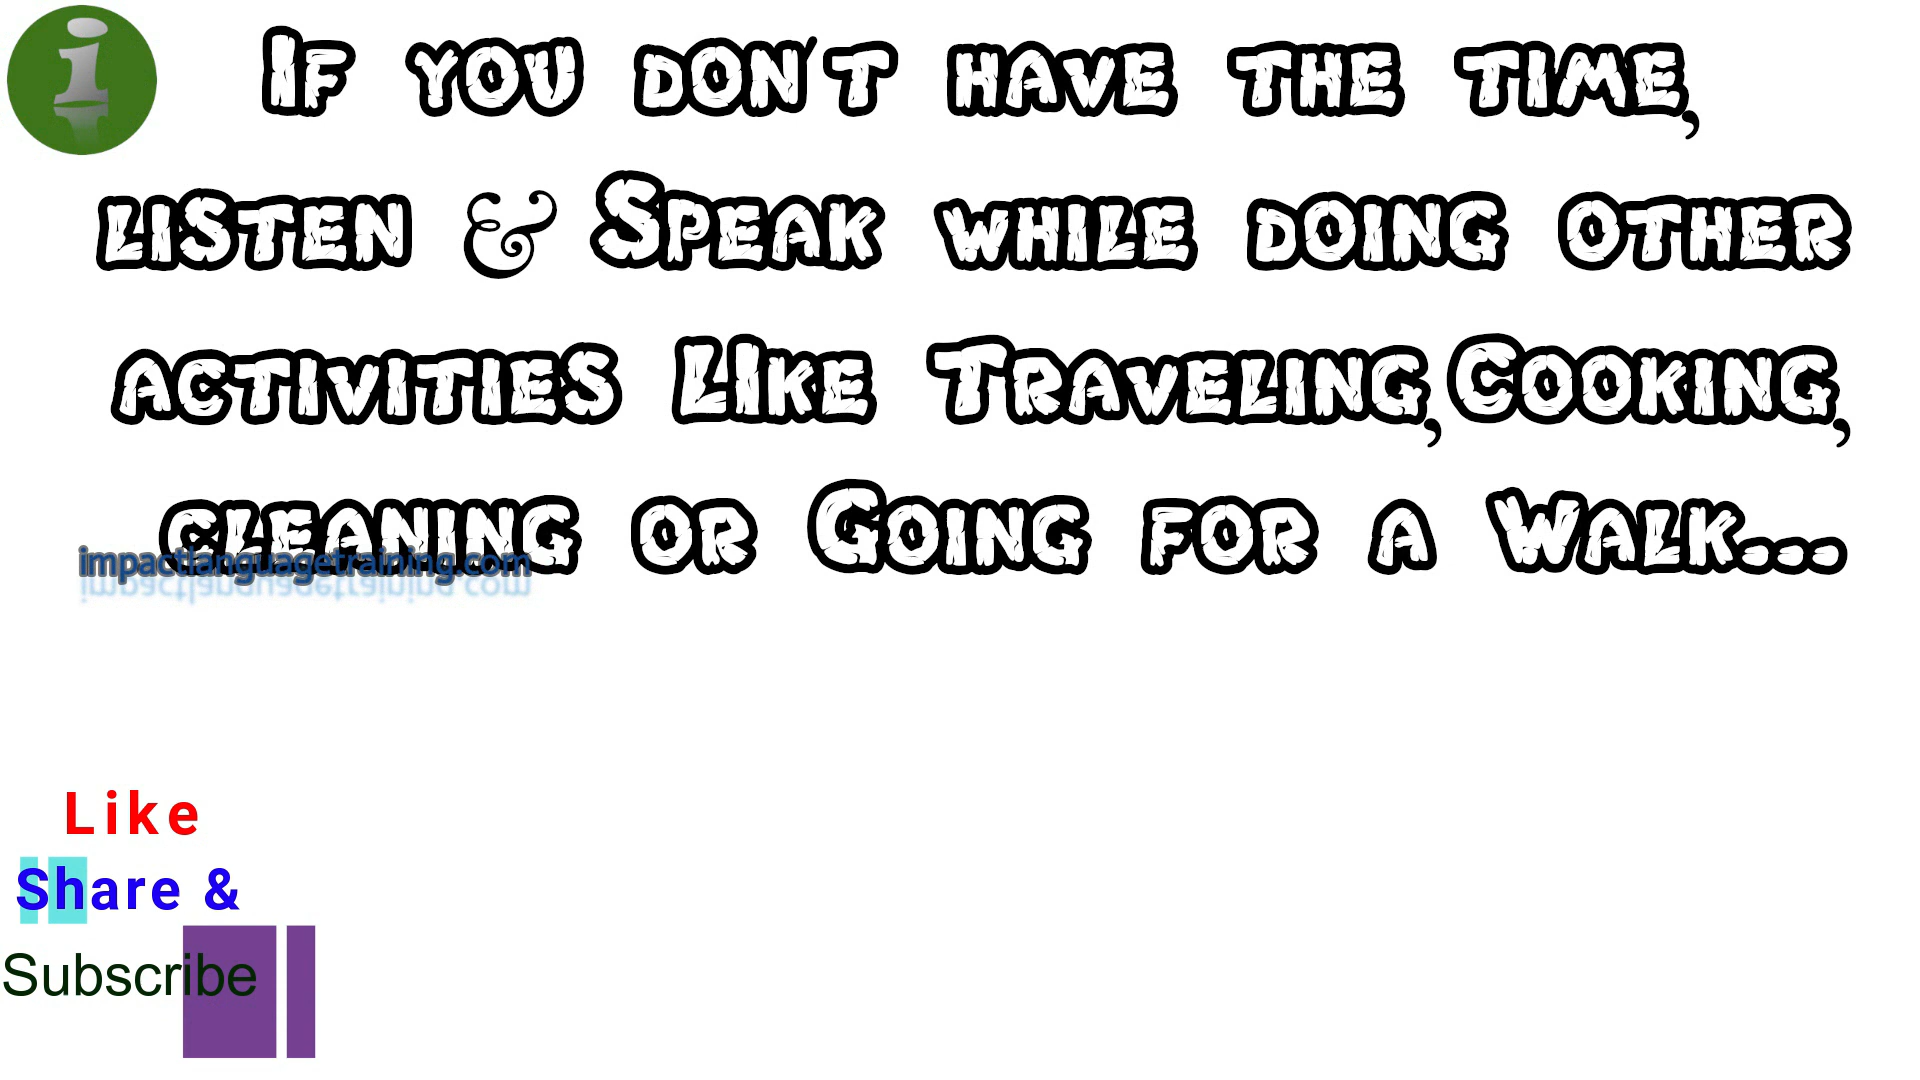 If you don't have the time,
listen & Speak while doing other
activities LIke Traveling, Cooking,
cleaning or Going for a Walk...
impactlanguagetraining.com
Like
Share &
Subscribe